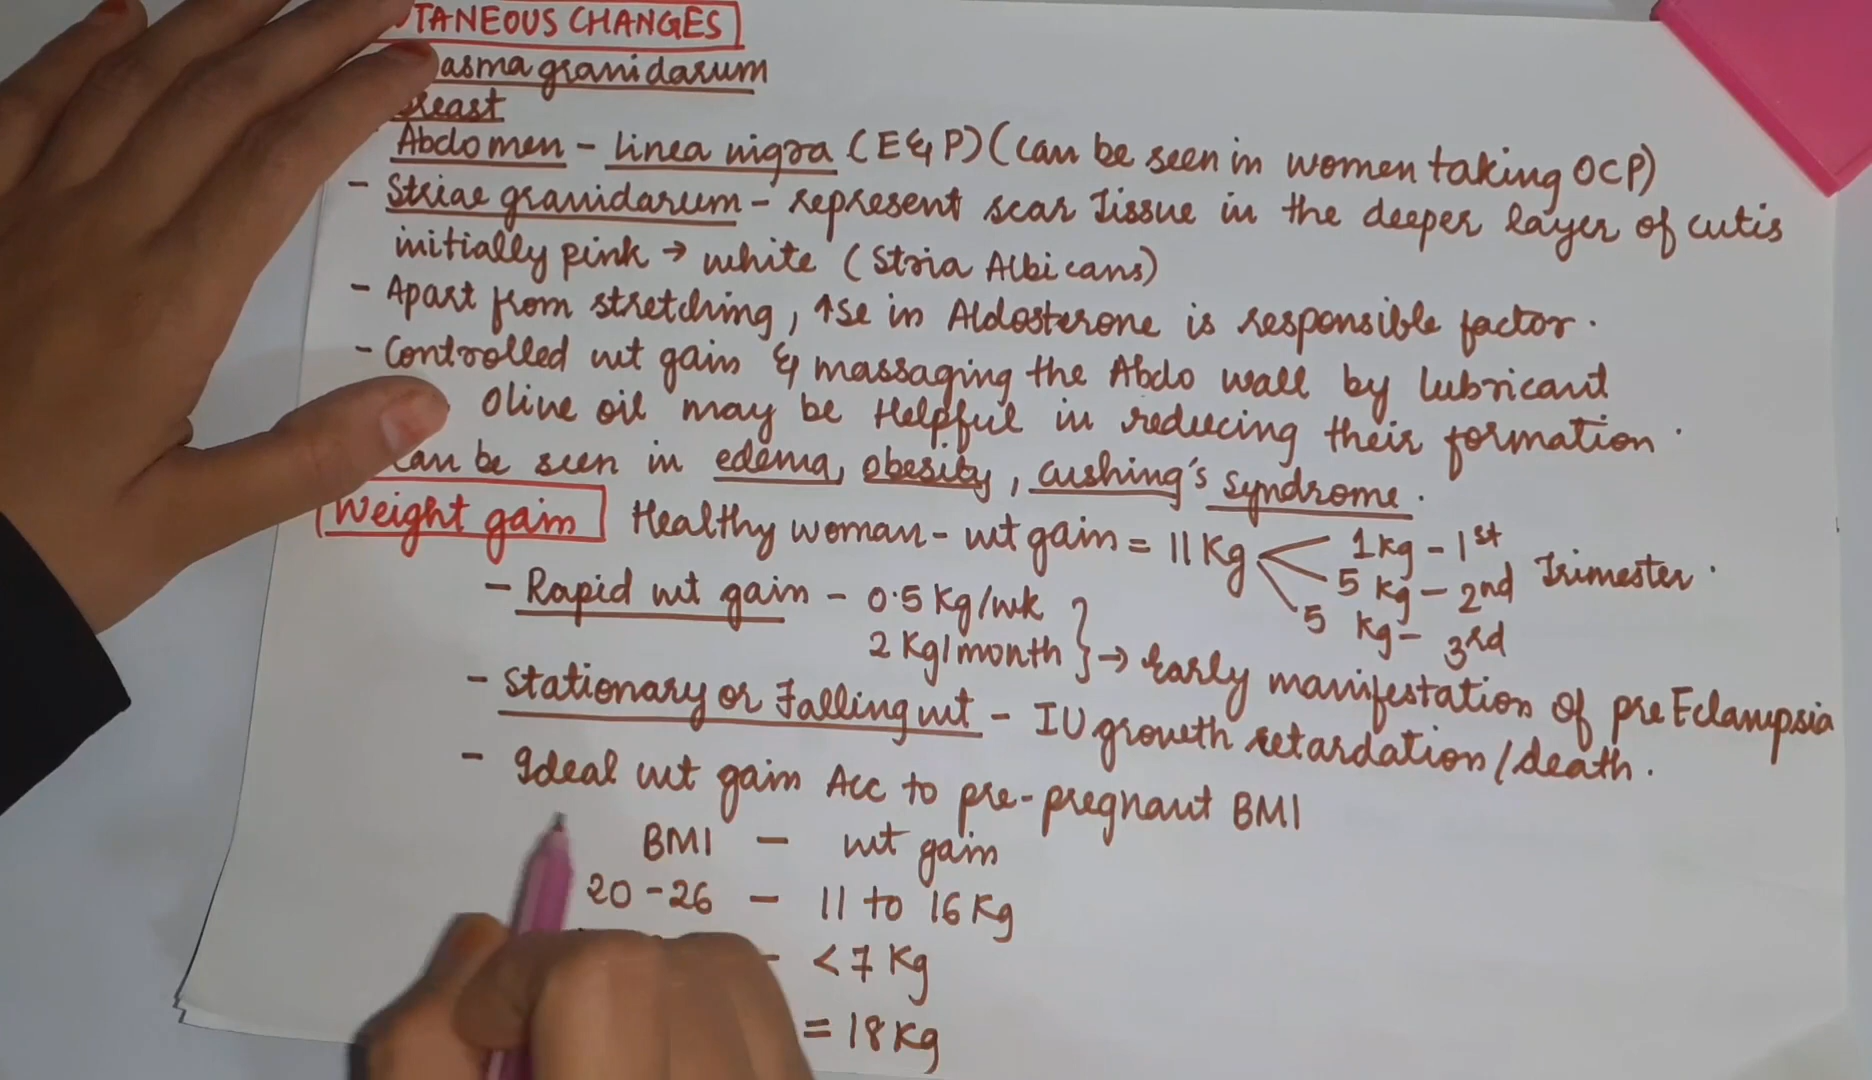 TANEOUS CHANGES
asma gravidarum
Breast
Abdomen - linea nigra (E & P) (can be seen in women taking OCP)
- Striae gravidarum - represent scar tissue in the deeper layer of cutis
initially pink → white (Stria Albicans)
- Apart from stretching, ↑se in Aldosterone is responsible factor.
- Controlled wt gain & massaging the Abdo wall by lubricant
Olive oil may be Helpful in reducing their formation.
can be seen in edema, obesity, cushing's syndrome.
Weight gain Healthy woman - wt gain = 11 Kg < 1 kg - 1st
5 kg - 2nd Trimester.
5 kg - 3rd
- Rapid wt gain - 0.5 Kg/wk
2 Kg/month } → Early manifestation of pre Eclampsia
- Stationary or Falling wt - IU growth retardation/death.
- Ideal wt gain Acc to pre-pregnant BMI
BMI - wt gain
20 - 26 - 11 to 16 Kg
- < 7 Kg
= 18 Kg